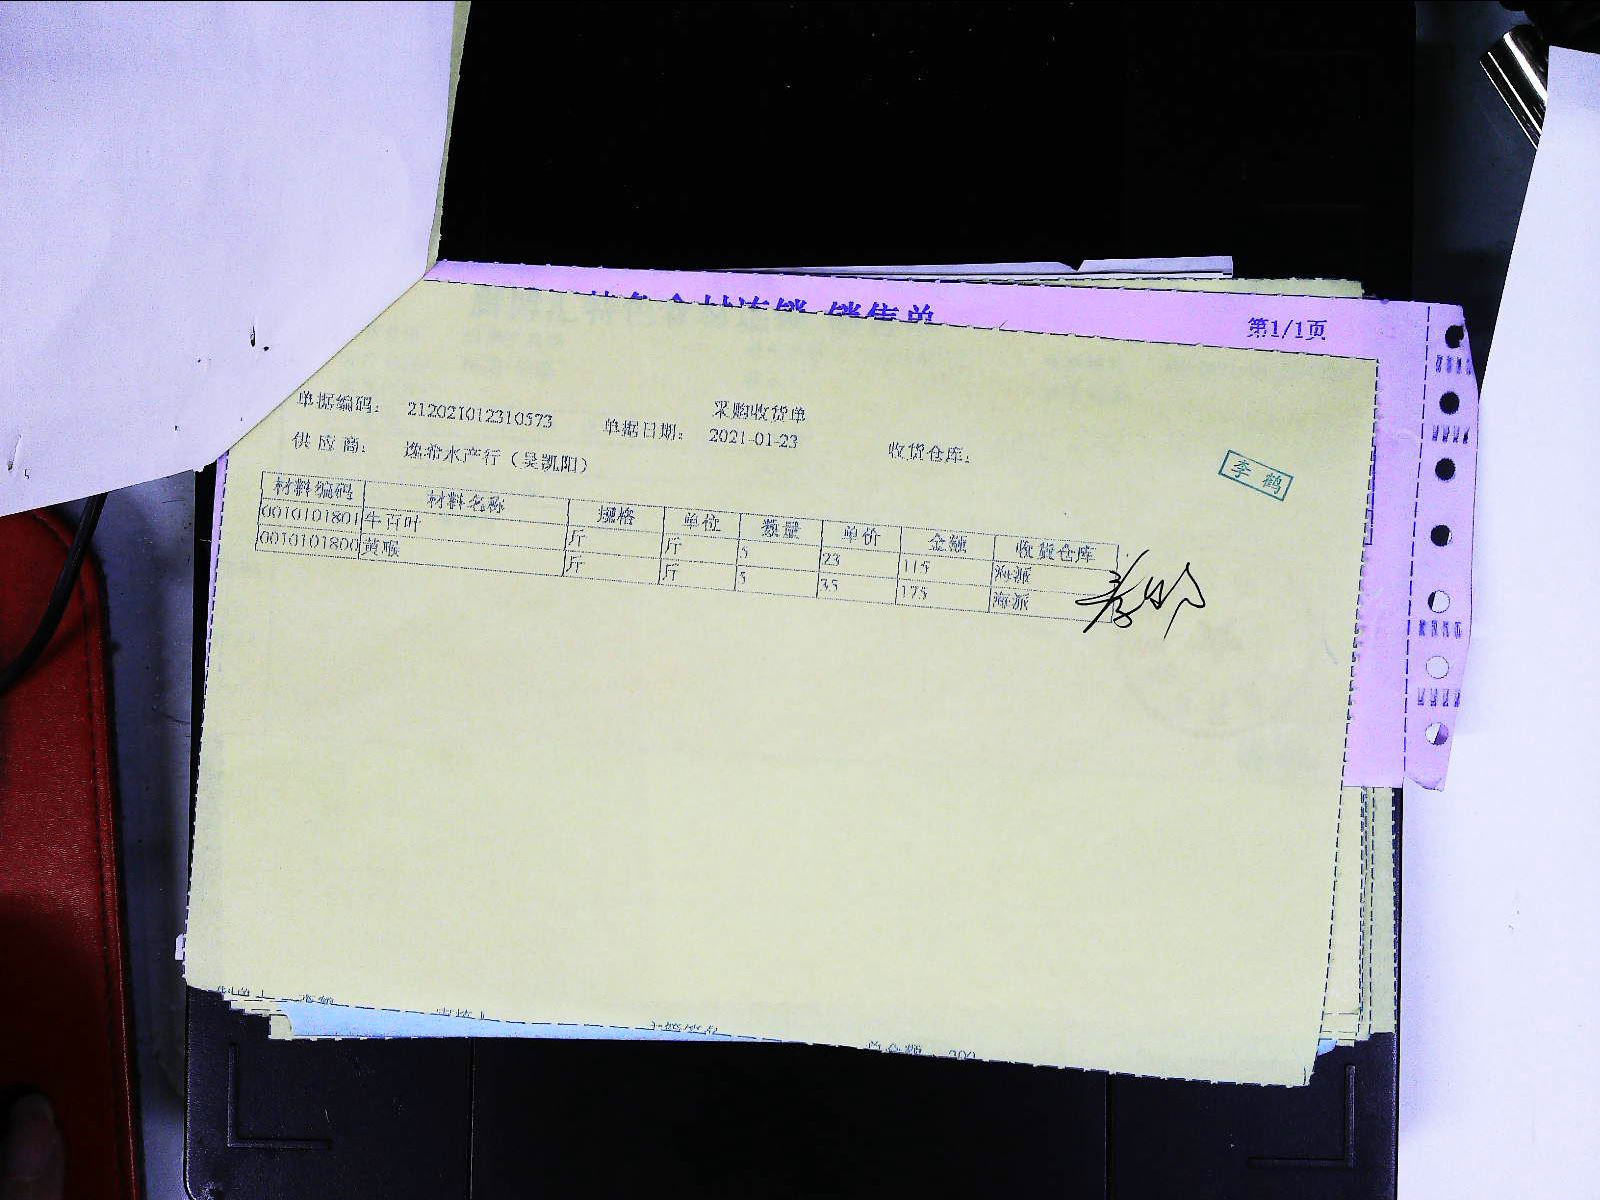 第1/1页
采购收货单
单据编码： 212021012310573 单据日期： 2021-01-23 收货仓库：
供应商： 逸希水产行（吴凯阳）
李鹤
材料编码 材料名称 规格 单位 数量 单价 金额 收货仓库
0010101801 牛百叶 斤 斤 5 23 115 海派
0010101800 黄喉 斤 斤 5 35 175 海派